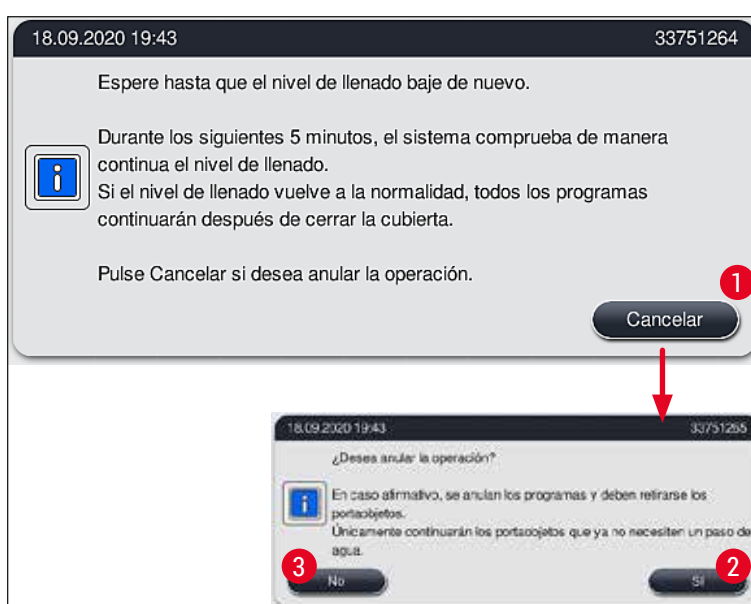 18.09.2020 19:43 33751264
Espere hasta que el nivel de llenado baje de nuevo.
Durante los siguientes 5 minutos, el sistema comprueba de manera
continua el nivel de llenado.
Si el nivel de llenado vuelve a la normalidad, todos los programas
continuarán después de cerrar la cubierta.
Pulse Cancelar si desea anular la operación.
1
Cancelar
18.09.2020 19:43 33751265
¿Desea anular la operación?
En caso afirmativo, se anulan los programas y deben retirarse los
portaobjetos.
Únicamente continuarán los portaobjetos que ya no necesiten un paso de
agua.
3 No Sí 2